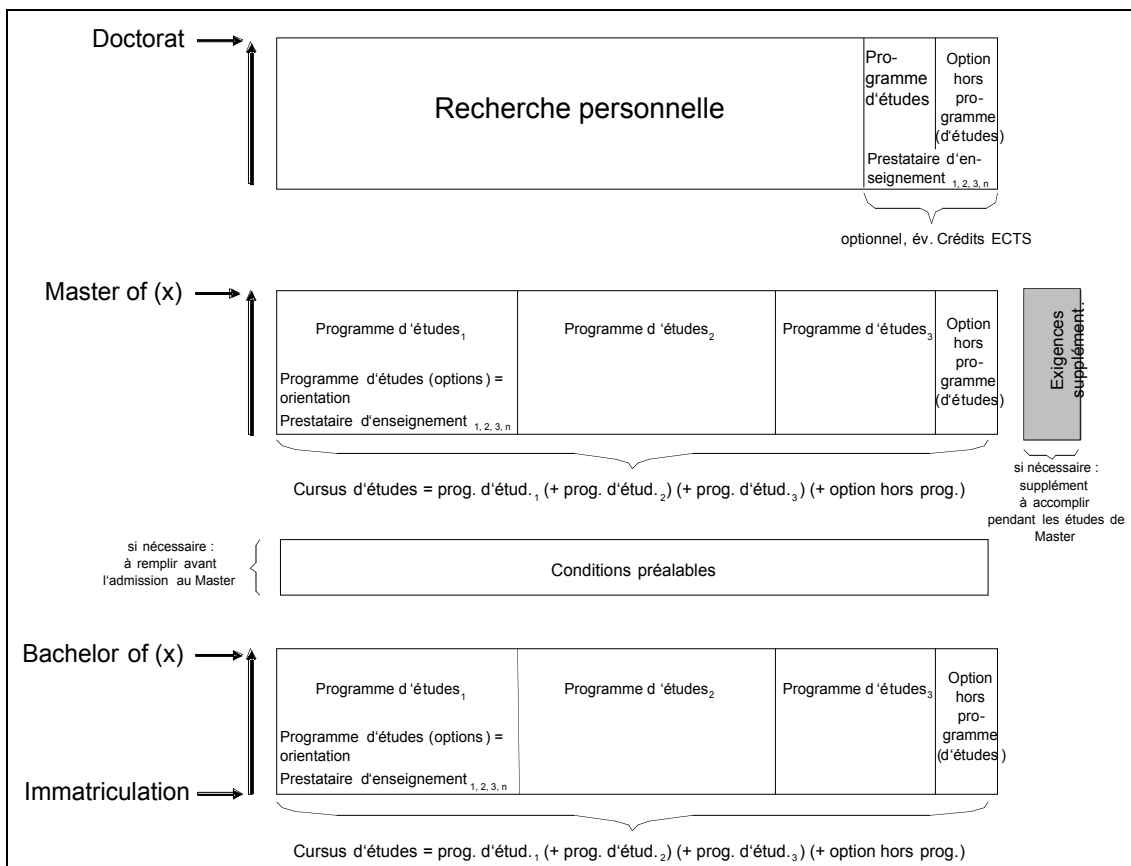 Doctorat
Recherche personnelle
Pro-
gramme
d'études
Option
hors
pro-
gramme
(d'études)
Prestataire d'en-
seignement 1, 2, 3, n
optionnel, év. Crédits ECTS
Master of (x)
Programme d'études1
Programme d'études (options) =
orientation
Prestataire d'enseignement 1, 2, 3, n
Programme d'études2
Programme d'études3
Option
hors
pro-
gramme
(d'études)
Exigences
supplément.
Cursus d'études = prog. d'étud.1 (+ prog. d'étud.2) (+ prog. d'étud.3) (+ option hors prog.)
si nécessaire :
supplément
à accomplir
pendant les études de
Master
si nécessaire :
à remplir avant
l'admission au Master
Conditions préalables
Bachelor of (x)
Programme d'études1
Programme d'études (options) =
orientation
Prestataire d'enseignement 1, 2, 3, n
Programme d'études2
Programme d'études3
Option
hors
pro-
gramme
(d'études)
Immatriculation
Cursus d'études = prog. d'étud.1 (+ prog. d'étud.2) (+ prog. d'étud.3) (+ option hors prog.)